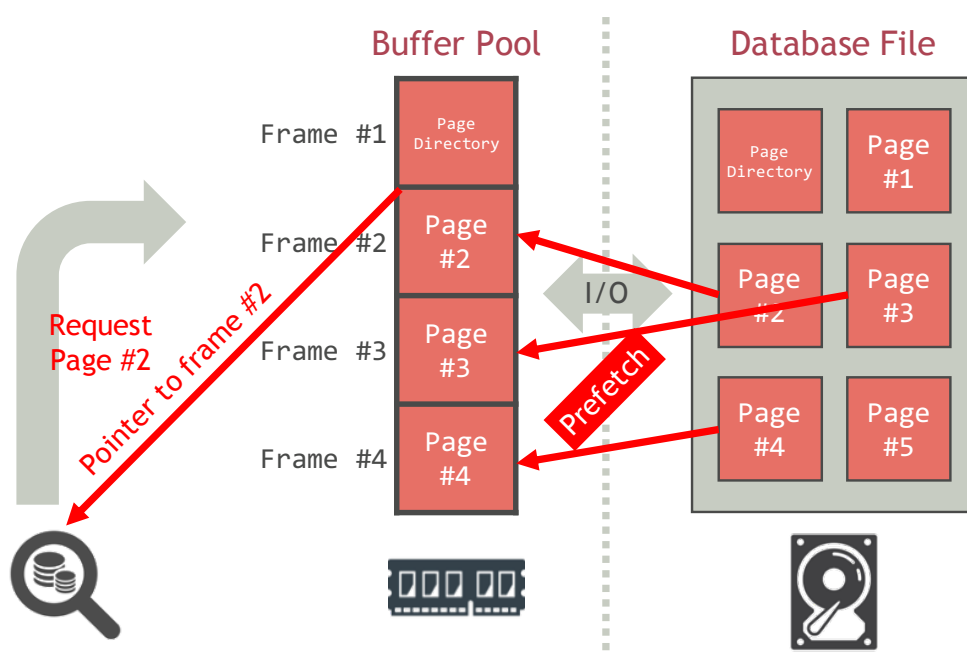 Buffer Pool
Database File
Frame #1
Page
Directory
Page
Directory
Page
#1
Frame #2
Page
#2
I/O
Page
#2
Page
#3
Request
Page #2
Pointer to frame #2
Frame #3
Page
#3
Prefetch
Frame #4
Page
#4
Page
#4
Page
#5